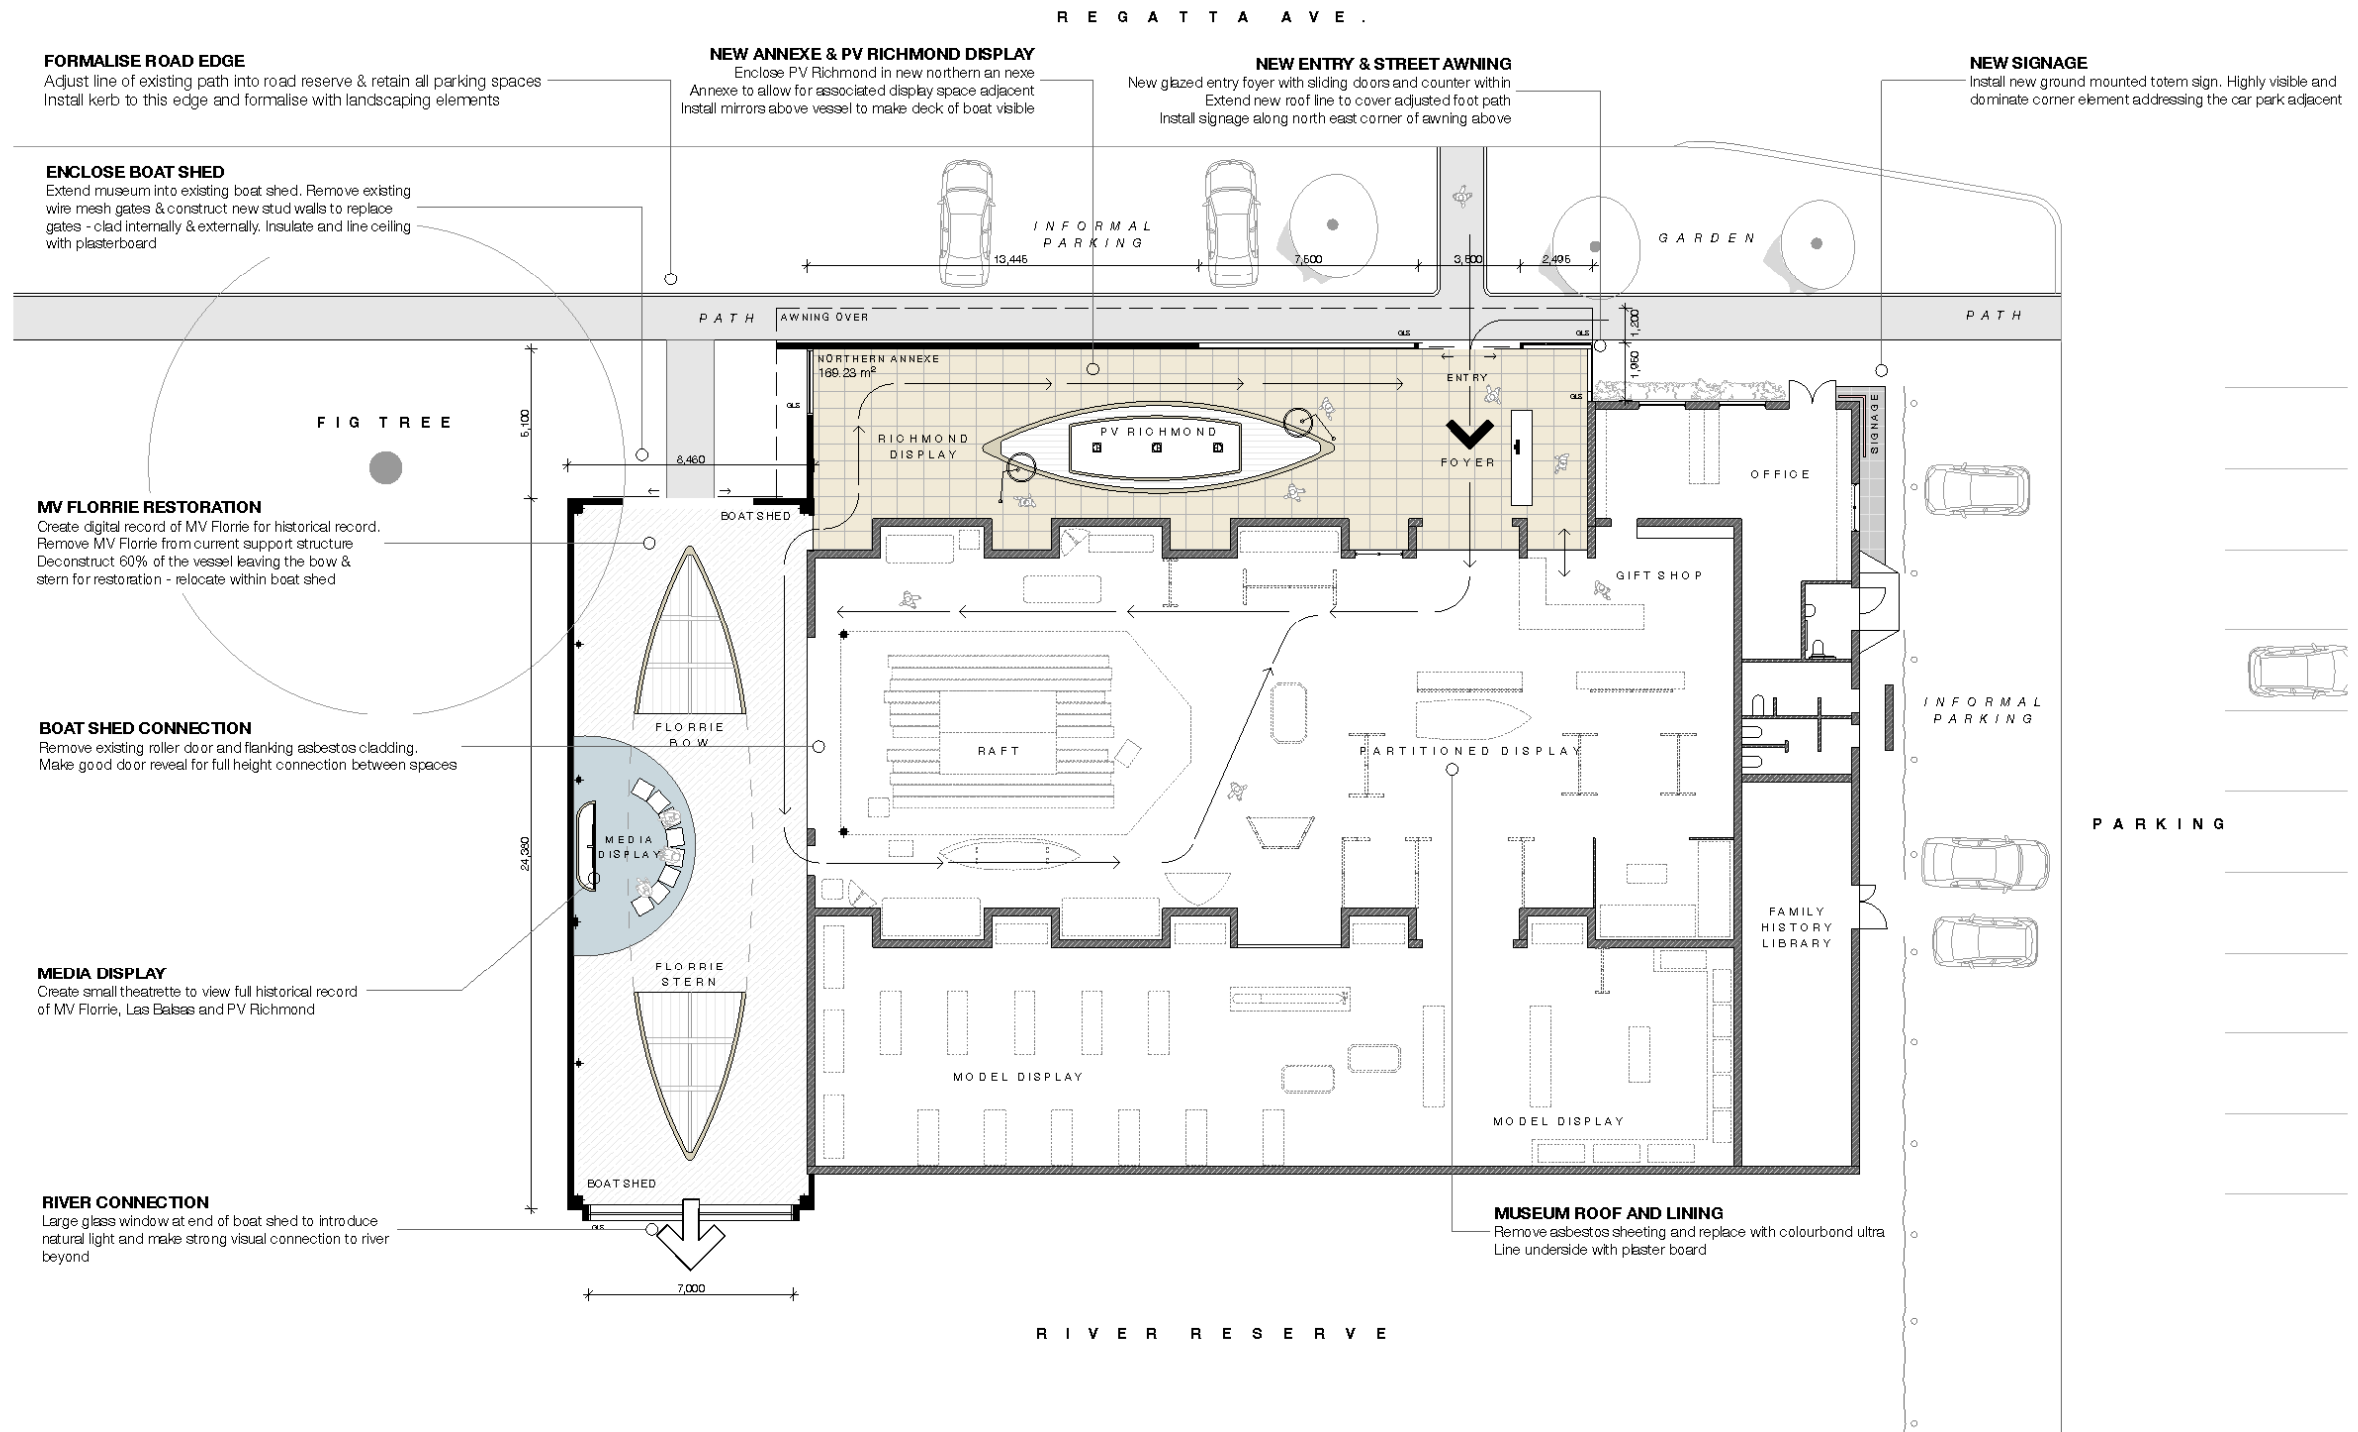 REGATTA AVE.
FORMALISE ROAD EDGE
Adjust line of existing path into road reserve & retain all parking spaces
Install kerb to this edge and formalise with landscaping elements
NEW ANNEXE & PV RICHMOND DISPLAY
Enclose PV Richmond in new northern an nexe
Annexe to allow for associated display space adjacent
Install mirrors above vessel to make deck of boat visible
NEW ENTRY & STREET AWNING
New glazed entry foyer with sliding doors and counter within
Extend new roof line to cover adjusted foot path
Install signage along north east corner of awning above
NEW SIGNAGE
Install new ground mounted totem sign. Highly visible and
dominate corner element addressing the car park adjacent
ENCLOSE BOAT SHED
Extend museum into existing boat shed. Remove existing
wire mesh gates & construct new stud walls to replace
gates - clad internally & externally. Insulate and line ceiling
with plasterboard
INFORMAL
PARKING
GARDEN
13,445
7,500
3,500
2,495
PATH
AWNING OVER
PATH
1,200
1,950
GLS
GLS
NORTHERN ANNEXE
169.23 m²
ENTRY
GLS
GLS
FIG TREE
5,100
8,460
RICHMOND
DISPLAY
PV RICHMOND
FOYER
SIGNAGE
OFFICE
MV FLORRIE RESTORATION
Create digital record of MV Florrie for historical record.
Remove MV Florrie from current support structure
Deconstruct 60% of the vessel leaving the bow &
stern for restoration - relocate within boat shed
BOAT SHED
GIFT SHOP
BOAT SHED CONNECTION
Remove existing roller door and flanking asbestos cladding.
Make good door reveal for full height connection between spaces
FLORRIE
BOW
RAFT
PARTITIONED DISPLAY
INFORMAL
PARKING
PARKING
MEDIA
DISPLAY
24,380
FAMILY
HISTORY
LIBRARY
MEDIA DISPLAY
Create small theatrette to view full historical record
of MV Florrie, Las Balsas and PV Richmond
FLORRIE
STERN
MODEL DISPLAY
MODEL DISPLAY
BOAT SHED
RIVER CONNECTION
Large glass window at end of boat shed to introduce
natural light and make strong visual connection to river
beyond
GLS
7,000
MUSEUM ROOF AND LINING
Remove asbestos sheeting and replace with colourbond ultra
Line underside with plaster board
RIVER RESERVE